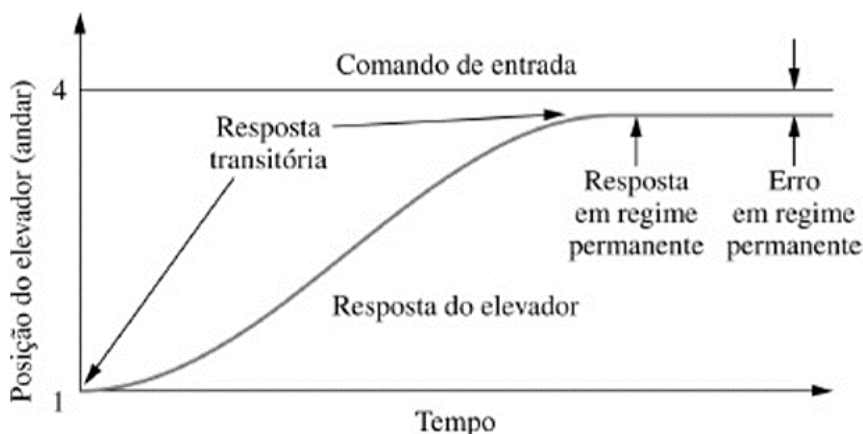 Posição do elevador (andar)
4
1
Comando de entrada
Resposta
transitória
Resposta
em regime
permanente
Erro
em regime
permanente
Resposta do elevador
Tempo